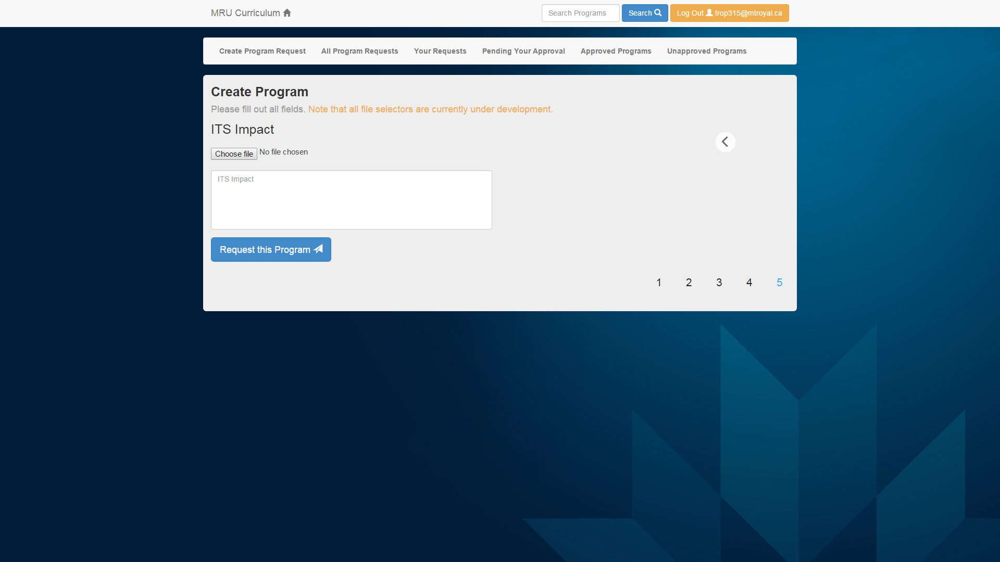 MRU Curriculum
Search Programs
Search
Log Out trop315@mtroyal.ca
Create Program Request All Program Requests Your Requests Pending Your Approval Approved Programs Unapproved Programs
Create Program
Please fill out all fields. Note that all file selectors are currently under development.
ITS Impact
Choose file No file chosen
ITS Impact
Request this Program
1 2 3 4 5